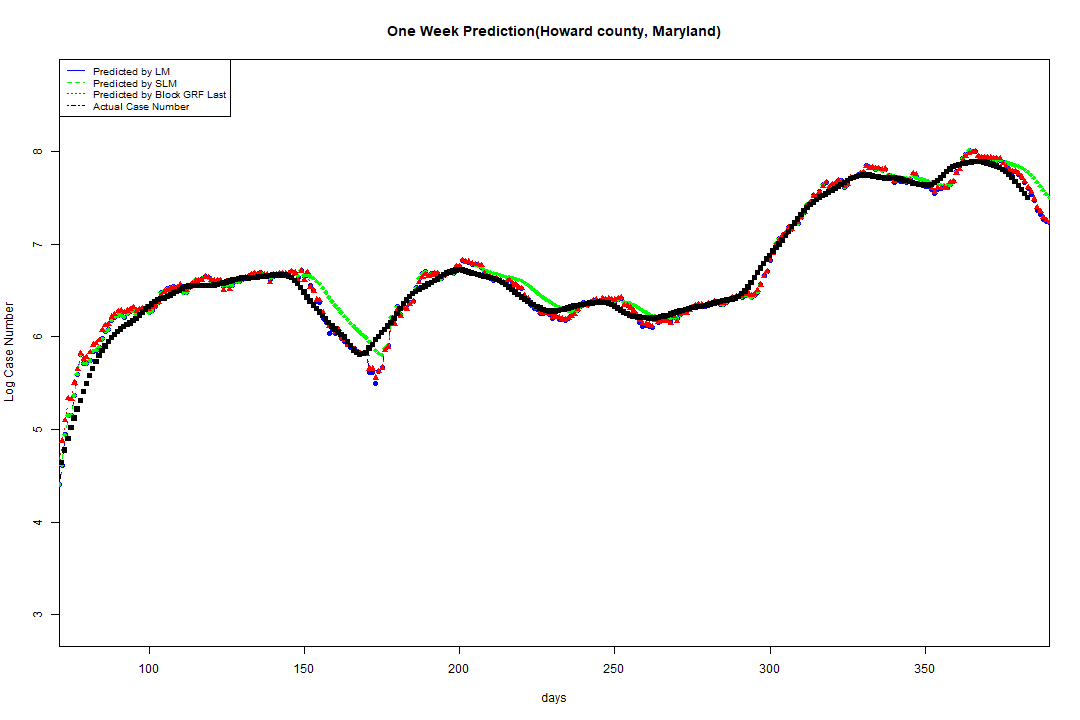 One Week Prediction(Howard county, Maryland)
Predicted by LM
Predicted by SLM
Predicted by Block GRF Last
Actual Case Number
8
7
6
5
4
3
Log Case Number
100
150
200
250
300
350
days